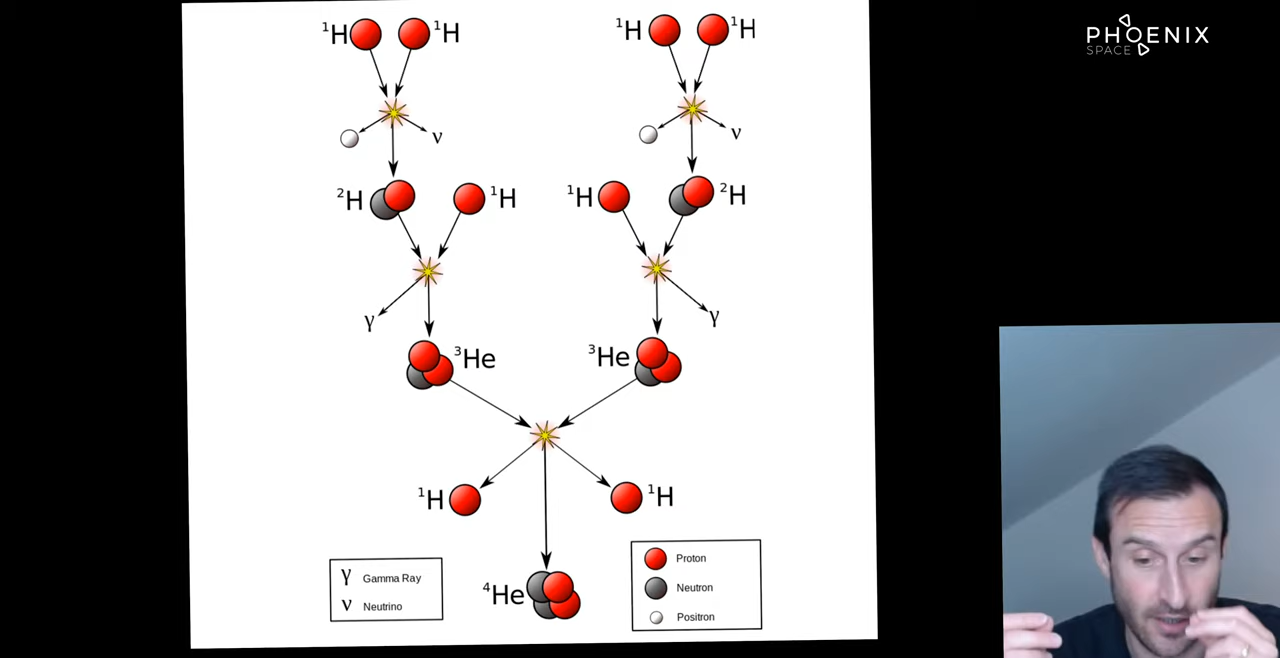 PHOENIX
SPACE
¹H ¹H ¹H ¹H
ν ν
²H ¹H ¹H ²H
γ γ
³He ³He
¹H ¹H
⁴He
γ Gamma Ray
ν Neutrino
Proton
Neutron
Positron